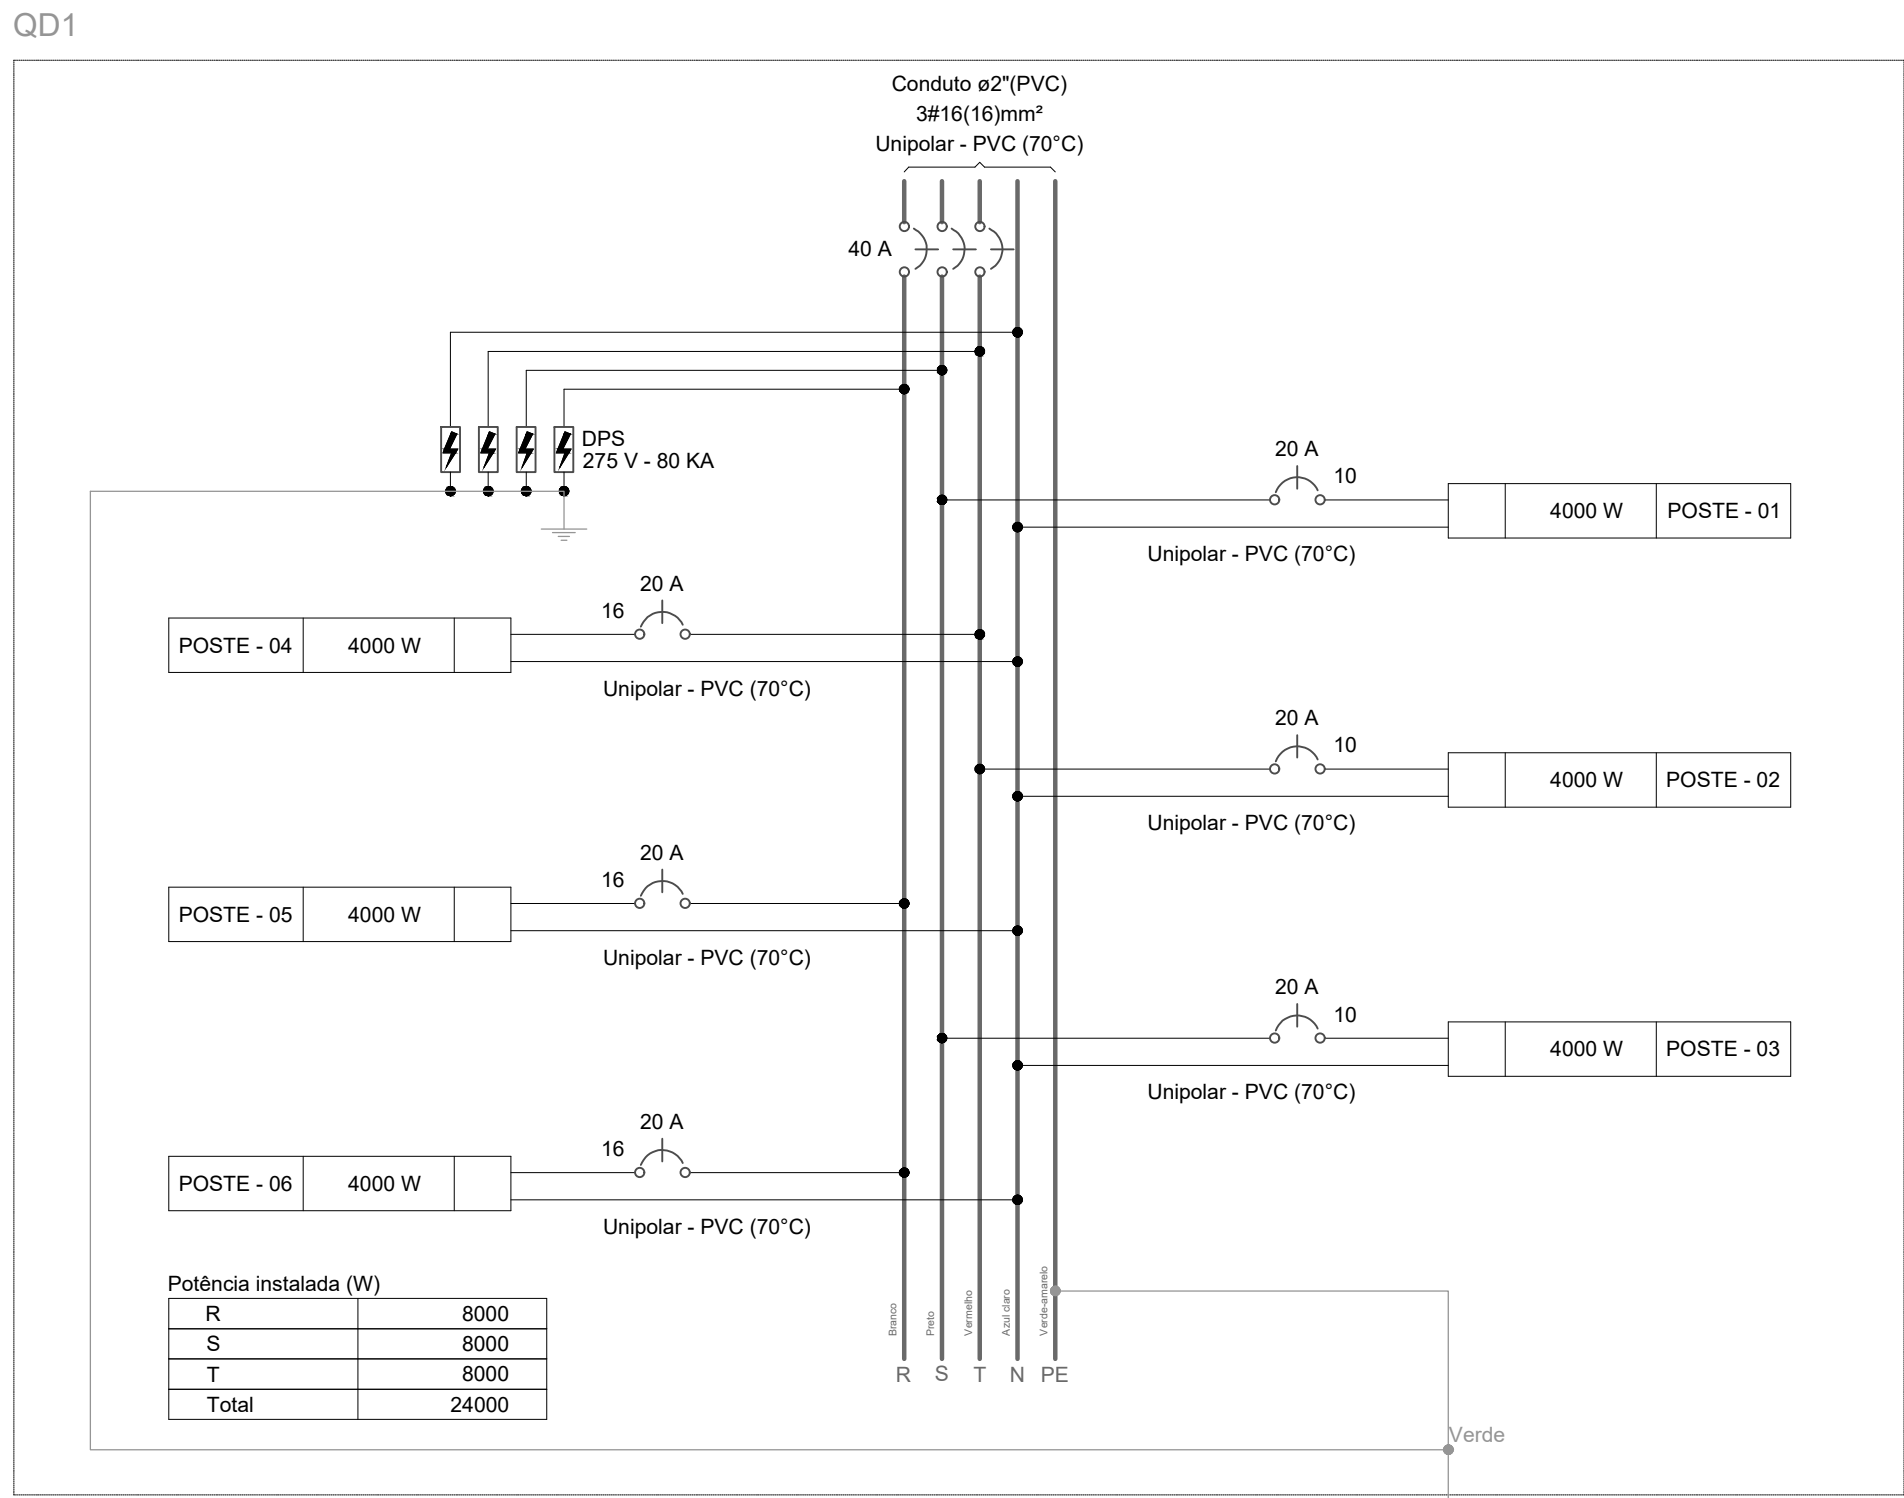 QD1
Conduto ø2"(PVC)
3#16(16)mm²
Unipolar - PVC (70°C)
40 A
DPS
275 V - 80 KA
20 A
10
4000 W
POSTE - 01
Unipolar - PVC (70°C)
20 A
16
POSTE - 04
4000 W
Unipolar - PVC (70°C)
20 A
10
4000 W
POSTE - 02
Unipolar - PVC (70°C)
20 A
16
POSTE - 05
4000 W
Unipolar - PVC (70°C)
20 A
10
4000 W
POSTE - 03
Unipolar - PVC (70°C)
20 A
16
POSTE - 06
4000 W
Unipolar - PVC (70°C)
Potência instalada (W)
R 8000
S 8000
T 8000
Total 24000
Branco
Preto
Vermelho
Azul claro
Verde-amarelo
R S T N PE
Verde